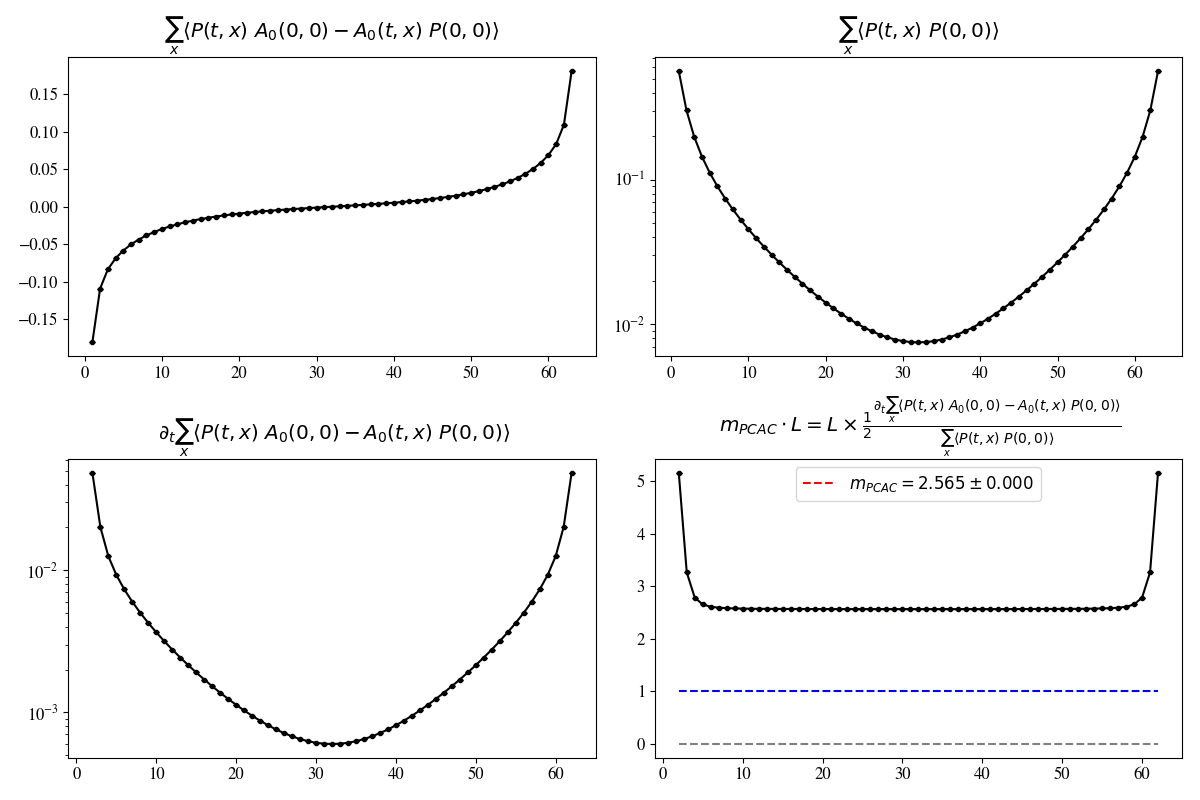 ∑ₓ⟨P(t, x) A₀(0, 0) − A₀(t, x) P(0, 0)⟩
0.15
0.10
0.05
0.00
−0.05
−0.10
−0.15
0 10 20 30 40 50 60
∑ₓ⟨P(t, x) P(0, 0)⟩
10⁻¹
10⁻²
0 10 20 30 40 50 60
∂ₜ∑ₓ⟨P(t, x) A₀(0, 0) − A₀(t, x) P(0, 0)⟩
10⁻²
10⁻³
0 10 20 30 40 50 60
m_PCAC · L = L × 1/2 ∂ₜ∑ₓ⟨P(t, x) A₀(0, 0) − A₀(t, x) P(0, 0)⟩ / ∑ₓ⟨P(t, x) P(0, 0)⟩
m_PCAC = 2.565 ± 0.000
5
4
3
2
1
0
0 10 20 30 40 50 60